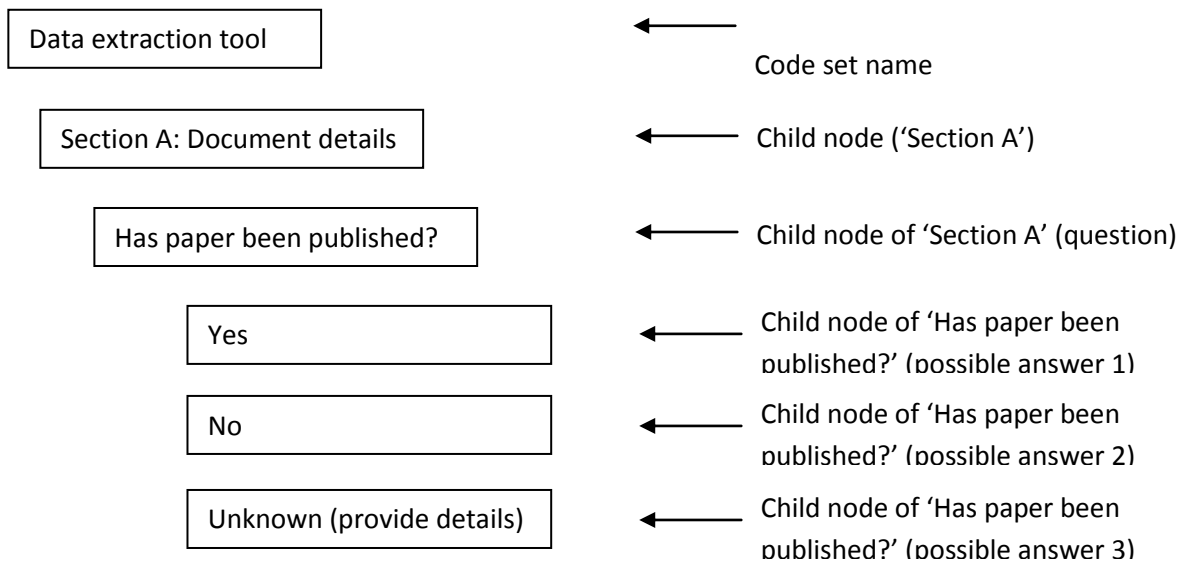 Data extraction tool
Code set name
Section A: Document details
Child node (‘Section A’)
Has paper been published?
Child node of ‘Section A’ (question)
Yes
Child node of ‘Has paper been
published?’ (possible answer 1)
No
Child node of ‘Has paper been
published?’ (possible answer 2)
Unknown (provide details)
Child node of ‘Has paper been
published?’ (possible answer 3)